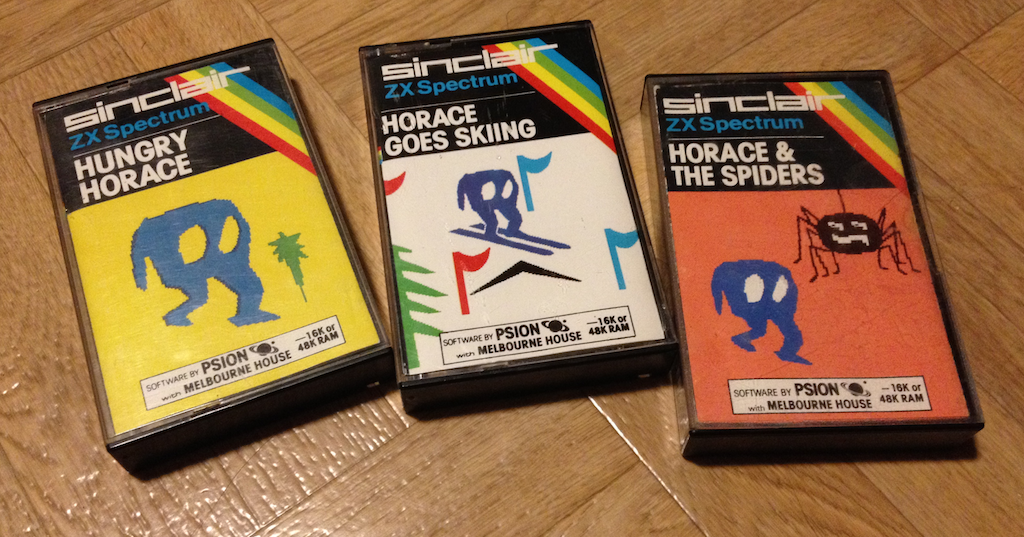 sinclair
ZX Spectrum
HUNGRY
HORACE
SOFTWARE BY PSION
with MELBOURNE HOUSE
—16K or
48K RAM
sinclair
ZX Spectrum
HORACE
GOES SKIING
SOFTWARE BY PSION
with MELBOURNE HOUSE
—16K or
48K RAM
sinclair
ZX Spectrum
HORACE &
THE SPIDERS
SOFTWARE BY PSION
with MELBOURNE HOUSE
—16K or
48K RAM